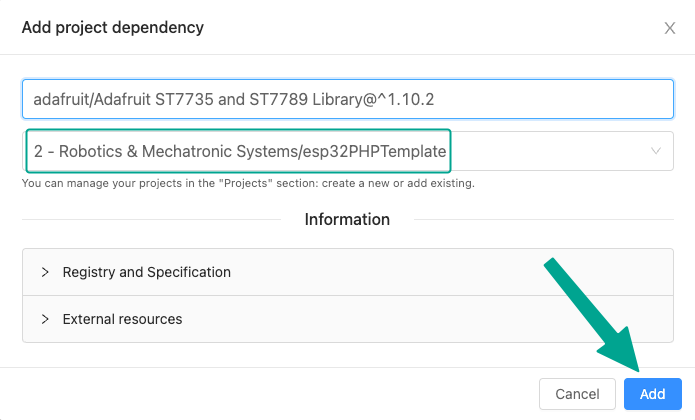 Add project dependency
adafruit/Adafruit ST7735 and ST7789 Library@^1.10.2
2 - Robotics & Mechatronic Systems/esp32PHPTemplate
You can manage your projects in the "Projects" section: create a new or add existing.
Information
Registry and Specification
External resources
Cancel
Add